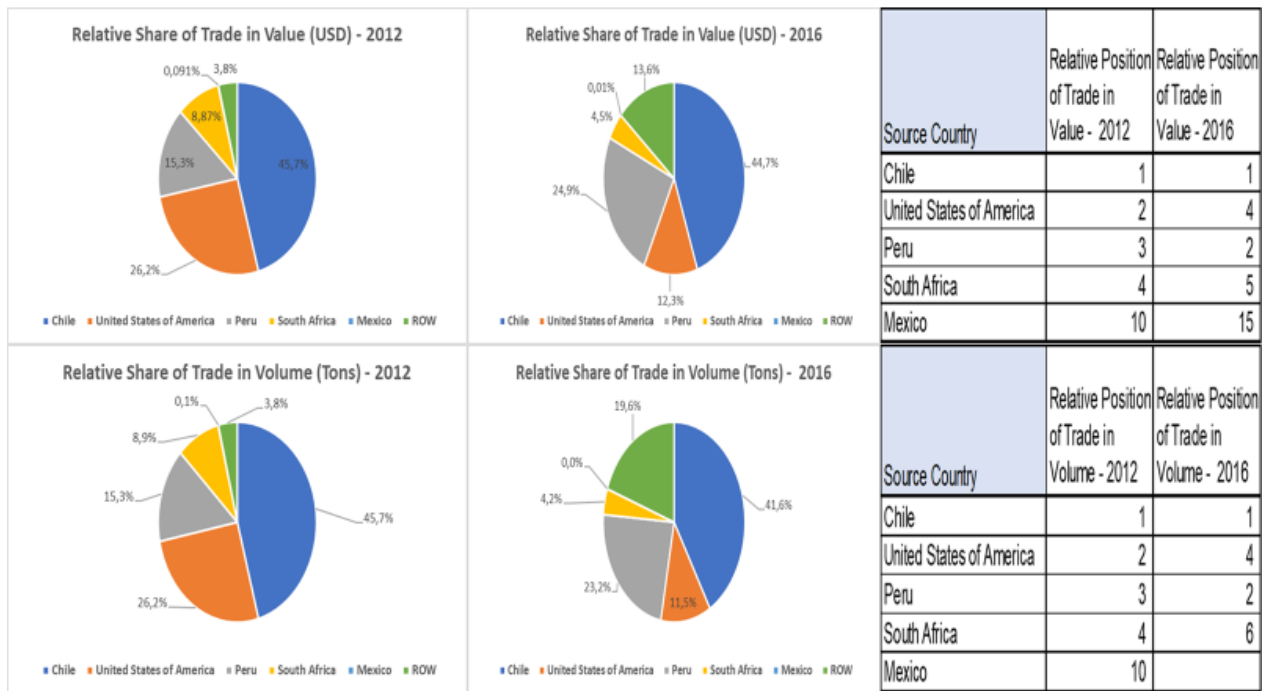 Relative Share of Trade in Value (USD) - 2012
0,091%
3,8%
8,87%
15,3%
45,7%
26,2%
Chile United States of America Peru South Africa Mexico ROW
Relative Share of Trade in Value (USD) - 2016
13,6%
0,01%
4,5%
44,7%
24,9%
12,3%
Chile United States of America Peru South Africa Mexico ROW
Source Country
Relative Position
of Trade in
Value - 2012
Relative Position
of Trade in
Value - 2016
Chile 1 1
United States of America 2 4
Peru 3 2
South Africa 4 5
Mexico 10 15
Relative Share of Trade in Volume (Tons) - 2012
0,1%
3,8%
8,9%
15,3%
45,7%
26,2%
Chile United States of America Peru South Africa Mexico ROW
Relative Share of Trade in Volume (Tons) - 2016
19,6%
0,0%
4,2%
41,6%
23,2%
11,5%
Chile United States of America Peru South Africa Mexico ROW
Source Country
Relative Position
of Trade in
Volume - 2012
Relative Position
of Trade in
Volume - 2016
Chile 1 1
United States of America 2 4
Peru 3 2
South Africa 4 6
Mexico 10